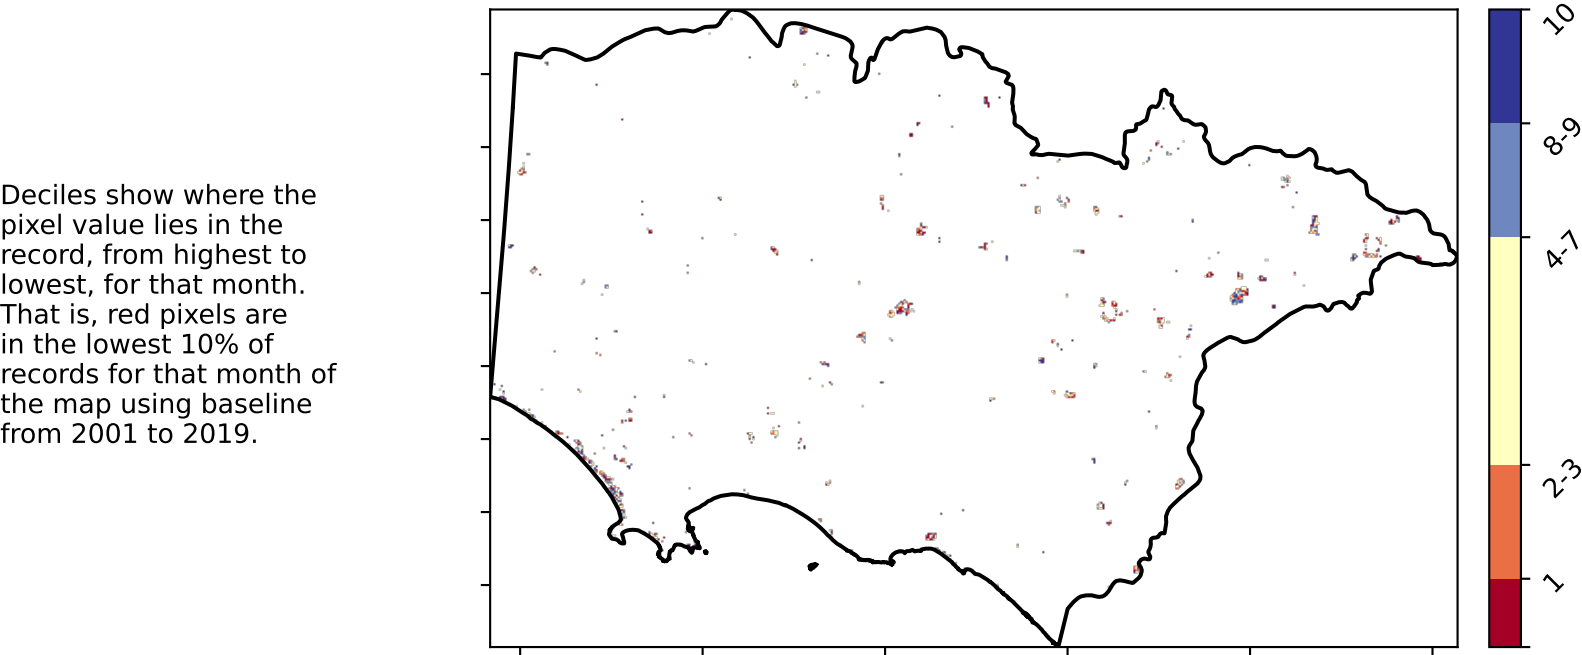 Deciles show where the
pixel value lies in the
record, from highest to
lowest, for that month.
That is, red pixels are
in the lowest 10% of
records for that month of
the map using baseline
from 2001 to 2019.
10
8-9
4-7
2-3
1